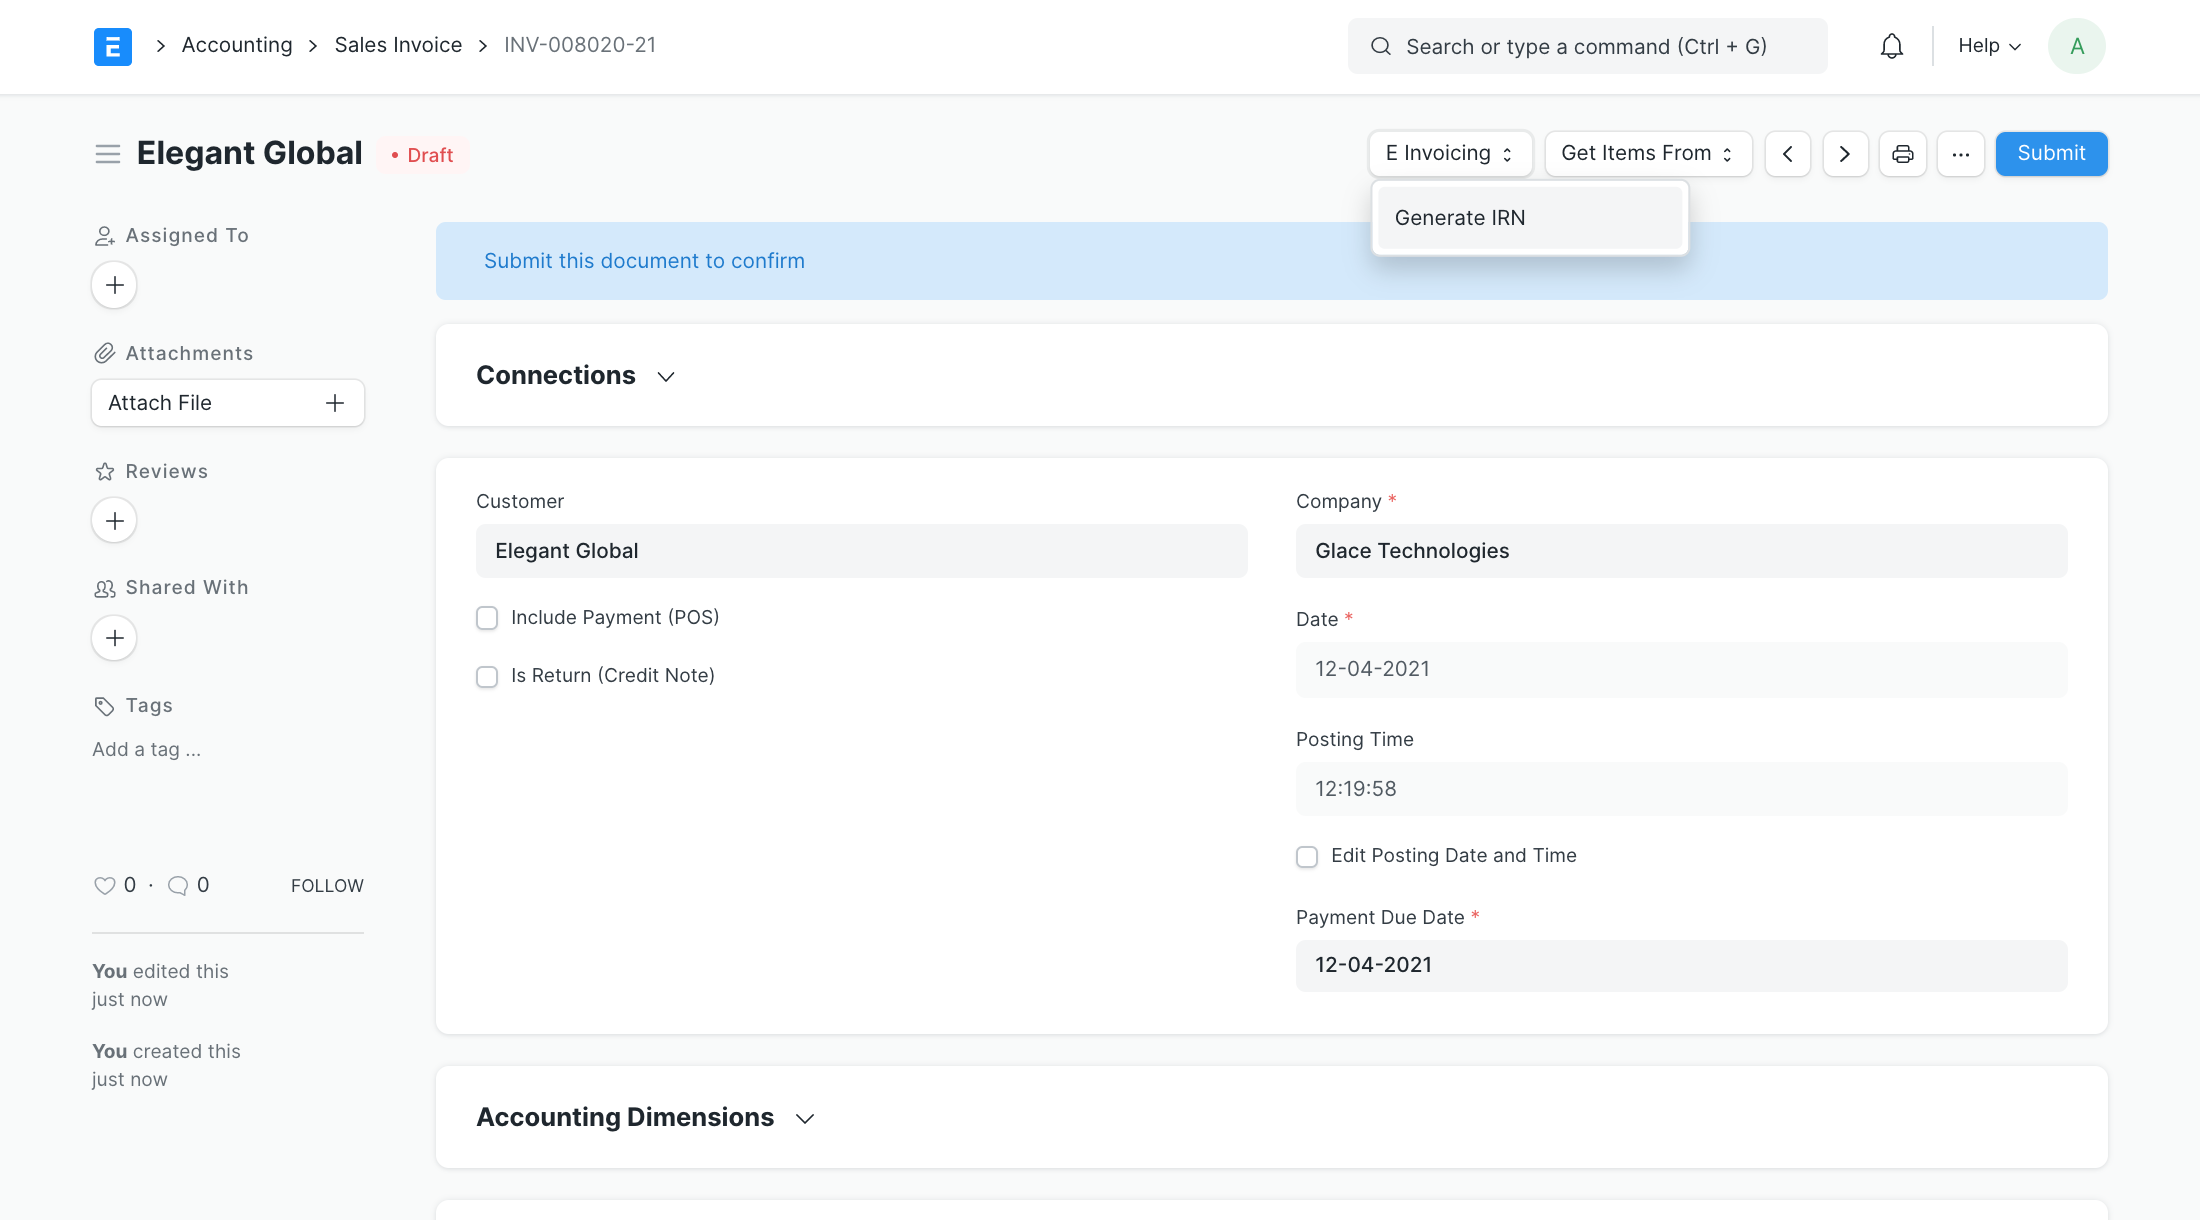 Accounting > Sales Invoice > INV-008020-21
Search or type a command (Ctrl + G)
Help
A
Elegant Global
• Draft
E Invoicing
Get Items From
...
Submit
Generate IRN
Assigned To
Attachments
Attach File
Reviews
Shared With
Tags
Add a tag ...
0 · 0
FOLLOW
You edited this
just now
You created this
just now
Submit this document to confirm
Connections
Customer
Elegant Global
Include Payment (POS)
Is Return (Credit Note)
Company *
Glace Technologies
Date *
12-04-2021
Posting Time
12:19:58
Edit Posting Date and Time
Payment Due Date *
12-04-2021
Accounting Dimensions